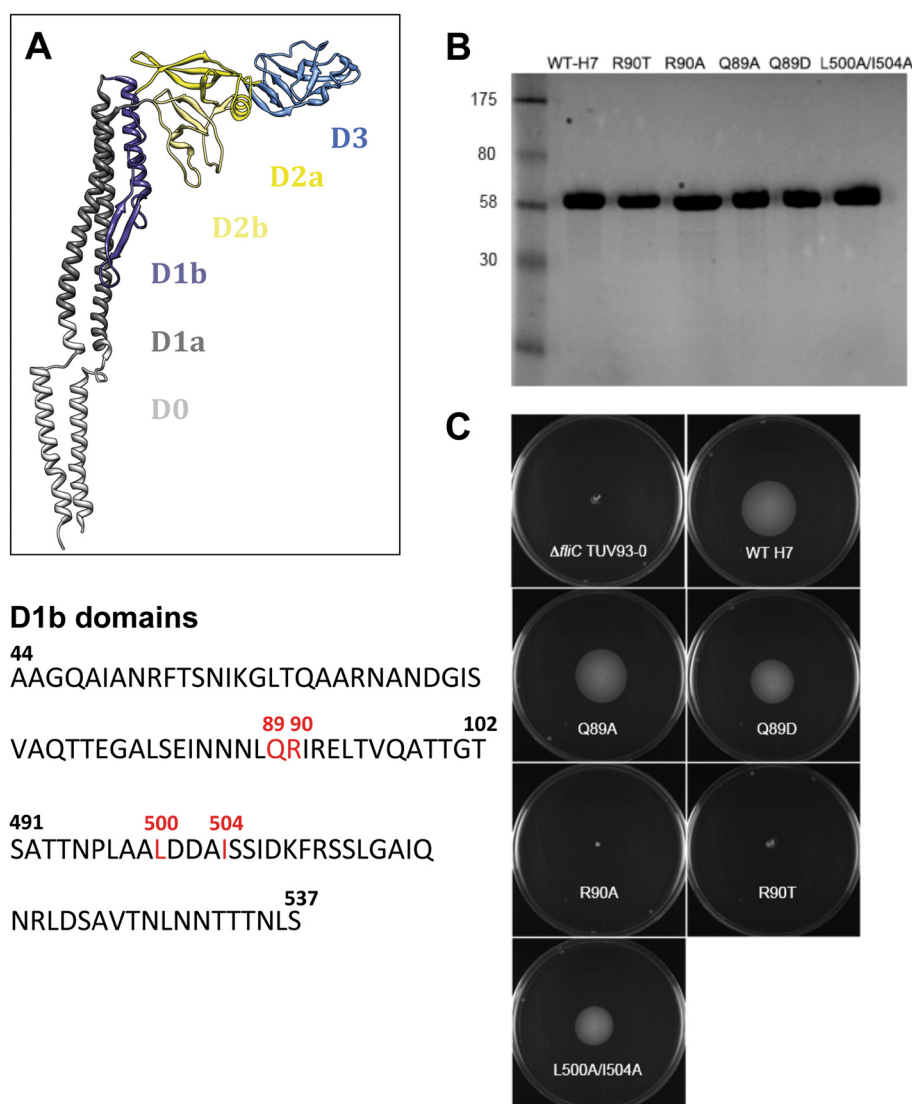 A
D3
D2a
D2b
D1b
D1a
D0
D1b domains
44
AAGQAIANRFTSNIKGLTQAARNANDGIS
89 90 102
VAQTTEGALSEINNNLQRIRELTVQATTGT
491 500 504
SATTNPLAALDDAISSIDKFRSSLGAIQ
537
NRLDSAVTNLNNTTTNLS
B
WT-H7 R90T R90A Q89A Q89D L500A/I504A
175
80
58
30
C
ΔfliC TUV93-0
WT H7
Q89A
Q89D
R90A
R90T
L500A/I504A